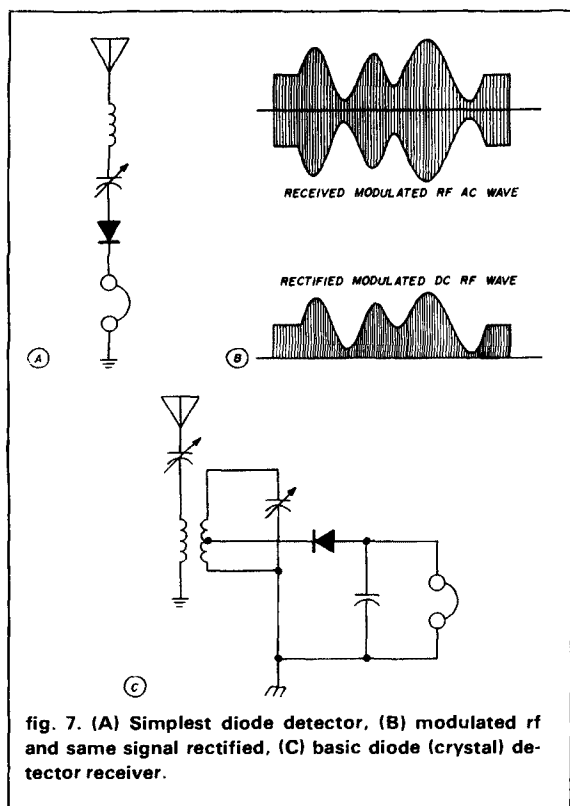 A
B
RECEIVED MODULATED RF AC WAVE
RECTIFIED MODULATED DC RF WAVE
C
fig. 7. (A) Simplest diode detector, (B) modulated rf
and same signal rectified, (C) basic diode (crystal) de-
tector receiver.